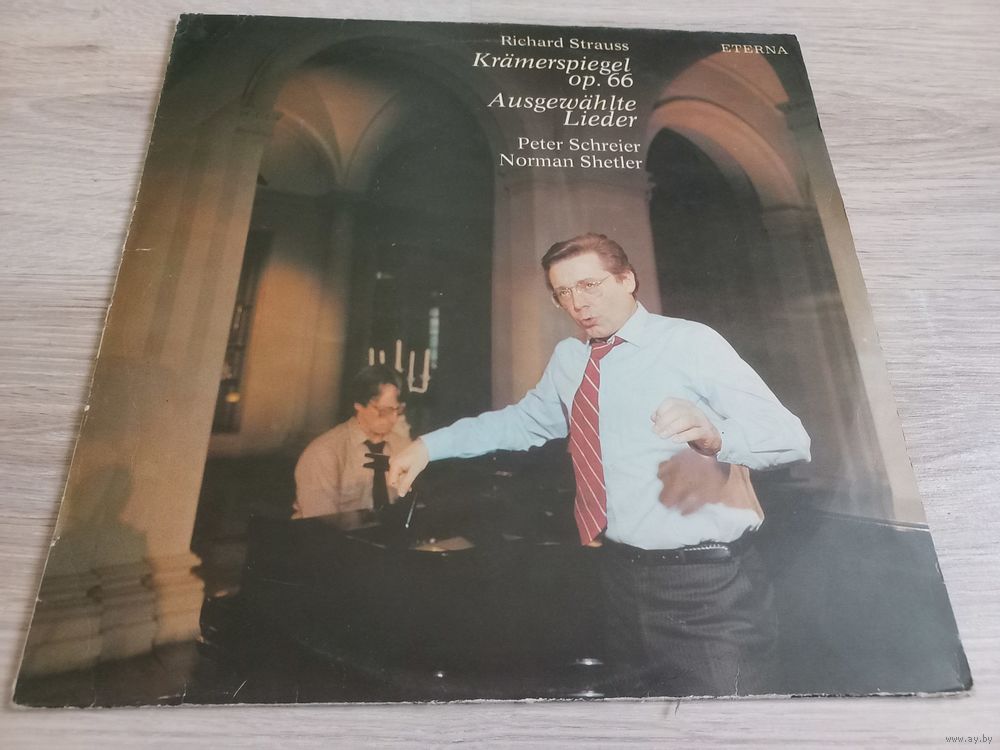 Richard Strauss
Krämerspiegel
op. 66
Ausgewählte
Lieder
Peter Schreier
Norman Shetler
ETERNA
www.ay.by